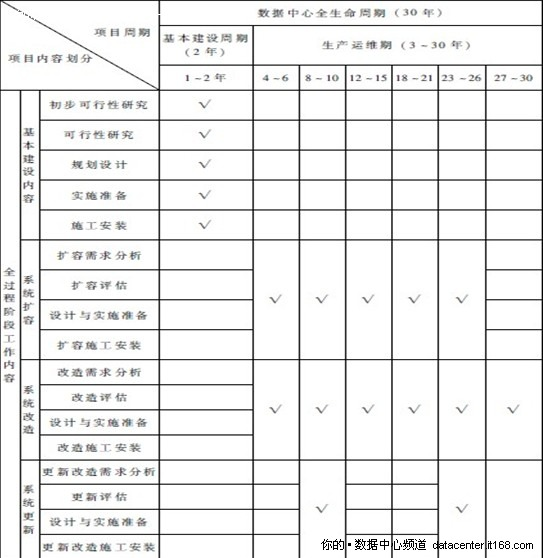 数据中心全生命周期（30 年）
项目周期
基本建设周期
（2 年）
生产运维期（3～30年）
项目内容划分
1～2 年
4～6
8～10
12～15
18～21
23～26
27～30
全过程阶段工作内容
基本建设内容
初步可行性研究
√
可行性研究
√
规划设计
√
实施准备
√
施工安装
√
系统扩容
扩容需求分析
扩容评估
√ √ √ √ √
设计与实施准备
扩容施工安装
系统改造
改造需求分析
改造评估
√ √ √ √ √ √
设计与实施准备
改造施工安装
系统更新
更新改造需求分析
更新评估
√ √
设计与实施准备
更新改造施工安装
你的·数据中心频道 datacenter.it168.com